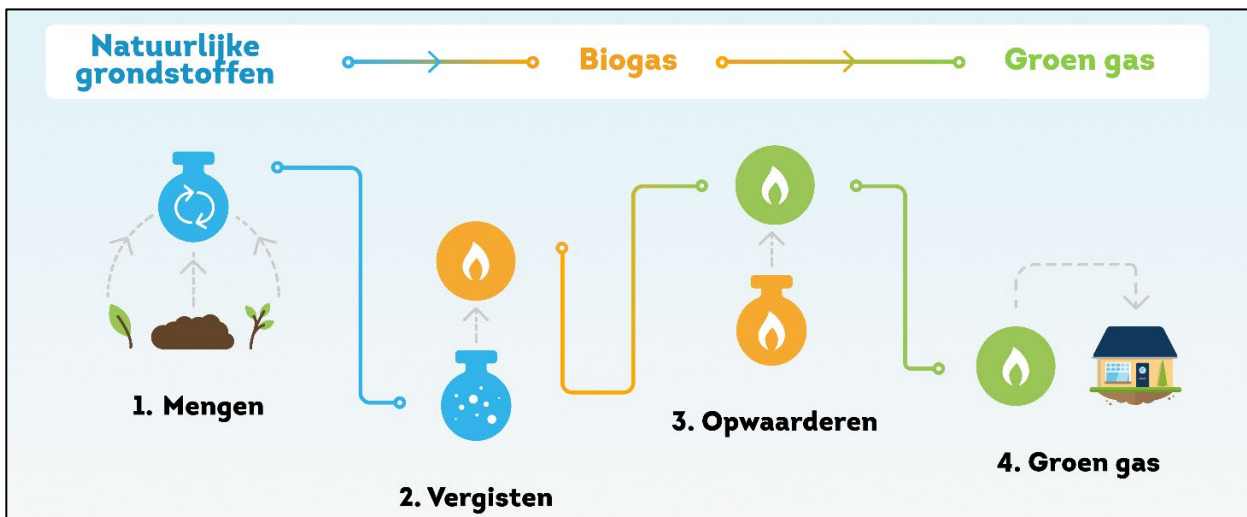 Natuurlijke
grondstoffen
Biogas
Groen gas
1. Mengen
2. Vergisten
3. Opwaarderen
4. Groen gas